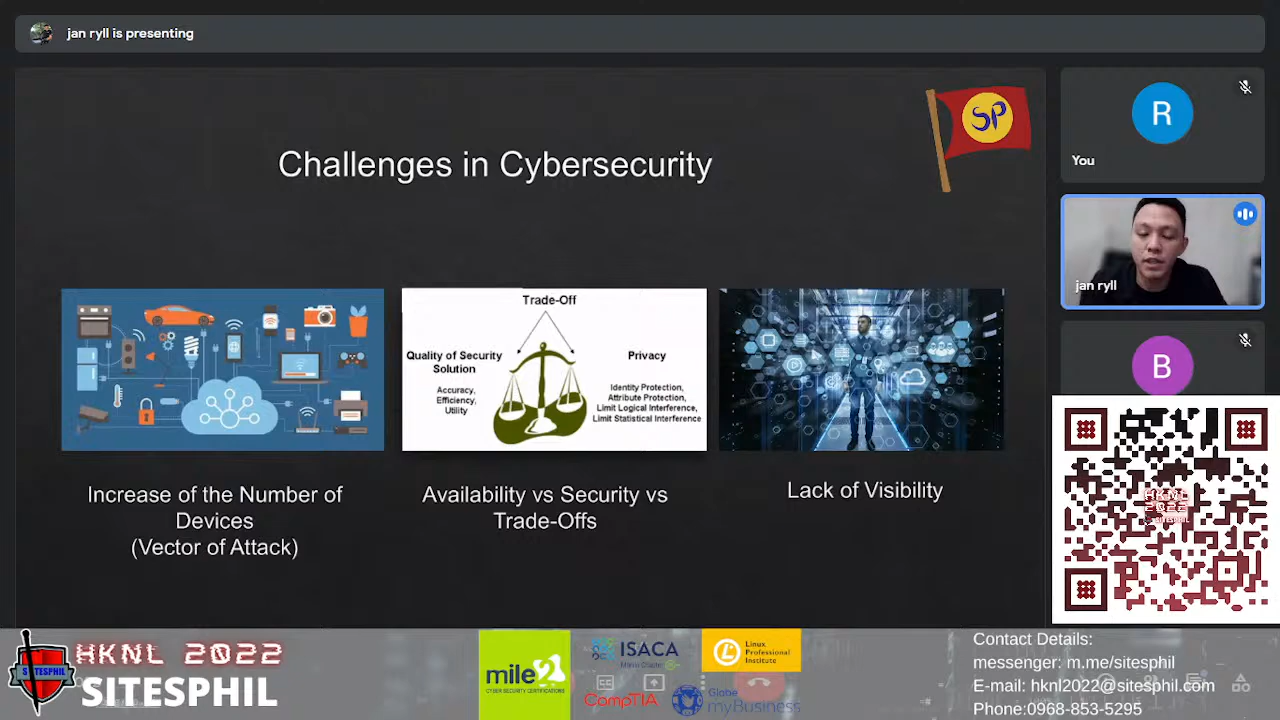 jan ryll is presenting
SP
Challenges in Cybersecurity
R
You
jan ryll
B
Trade-Off
Quality of Security
Solution
Accuracy,
Efficiency,
Utility
Privacy
Identity Protection,
Attribute Protection,
Limit Logical Interference,
Limit Statistical Interference
Increase of the Number of
Devices
(Vector of Attack)
Availability vs Security vs
Trade-Offs
Lack of Visibility
HKNL
2022
SITESPHIL
HKNL 2022
SITESPHIL
SITESPHIL
mile2
CYBER SECURITY CERTIFICATIONS
ISACA
CompTIA
Linux
Professional
Institute
Globe
myBusiness
Contact Details:
messenger: m.me/sitesphil
E-mail: hknl2022@sitesphil.com
Phone:0968-853-5295